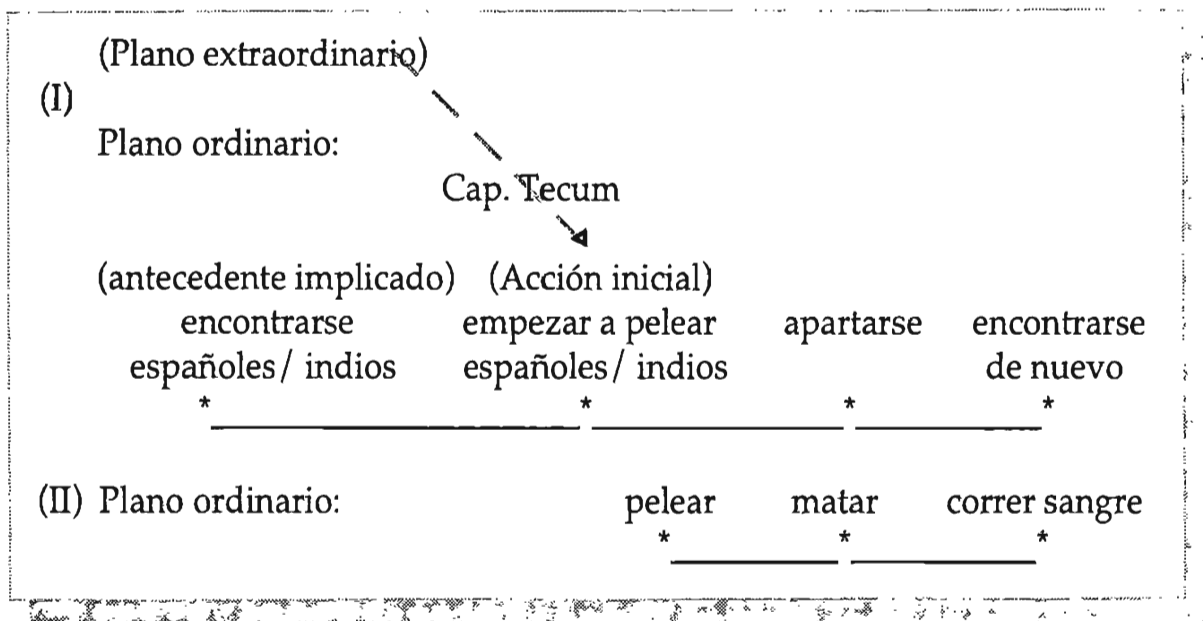 (Plano extraordinario)
(I)
Plano ordinario:
Cap. Tecum
(antecedente implicado) (Acción inicial)
encontrarse empezar a pelear apartarse encontrarse
españoles/ indios españoles/ indios de nuevo
* * * *
(II) Plano ordinario: pelear matar correr sangre
* * *